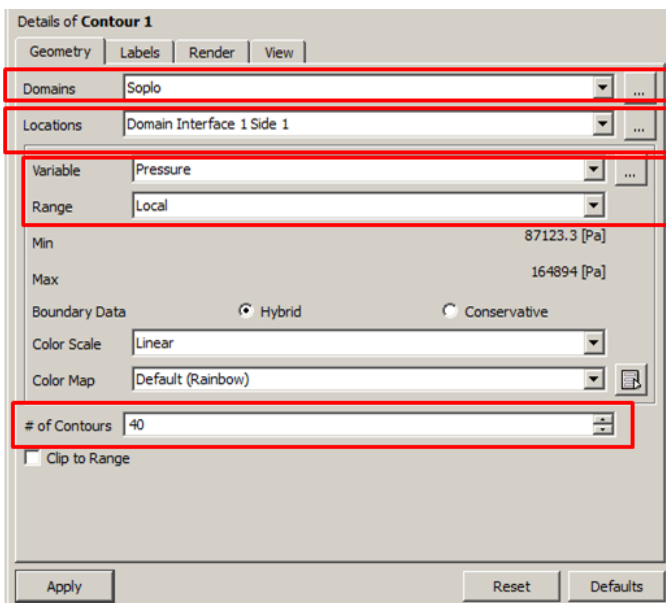 Details of Contour 1
Geometry Labels Render View
Domains Soplo ...
Locations Domain Interface 1 Side 1 ...
Variable Pressure ...
Range Local
Min 87123.3 [Pa]
Max 164894 [Pa]
Boundary Data Hybrid Conservative
Color Scale Linear
Color Map Default (Rainbow)
# of Contours 40
Clip to Range
Apply Reset Defaults